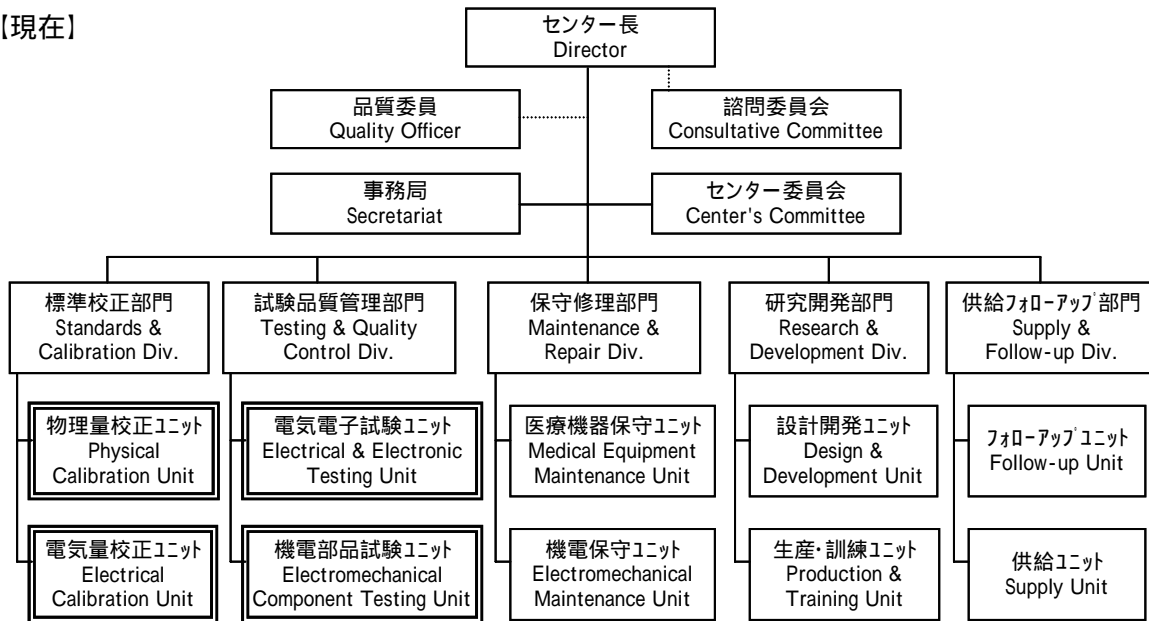 【現在】
センター長
Director
品質委員
Quality Officer
諮問委員会
Consultative Committee
事務局
Secretariat
センター委員会
Center's Committee
標準校正部門
Standards &
Calibration Div.
試験品質管理部門
Testing & Quality
Control Div.
保守修理部門
Maintenance &
Repair Div.
研究開発部門
Research &
Development Div.
供給ﾌｫﾛｰｱｯﾌﾟ部門
Supply &
Follow-up Div.
物理量校正ﾕﾆｯﾄ
Physical
Calibration Unit
電気電子試験ﾕﾆｯﾄ
Electrical & Electronic
Testing Unit
医療機器保守ﾕﾆｯﾄ
Medical Equipment
Maintenance Unit
設計開発ﾕﾆｯﾄ
Design &
Development Unit
ﾌｫﾛｰｱｯﾌﾟﾕﾆｯﾄ
Follow-up Unit
電気量校正ﾕﾆｯﾄ
Electrical
Calibration Unit
機電部品試験ﾕﾆｯﾄ
Electromechanical
Component Testing Unit
機電保守ﾕﾆｯﾄ
Electromechanical
Maintenance Unit
生産・訓練ﾕﾆｯﾄ
Production &
Training Unit
供給ﾕﾆｯﾄ
Supply Unit